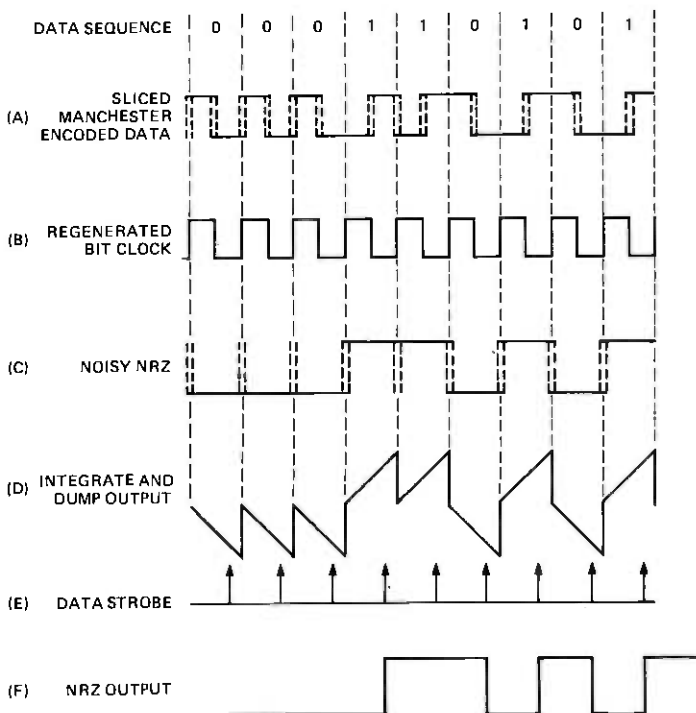 DATA SEQUENCE 0 0 0 1 1 0 1 0 1
(A) SLICED
MANCHESTER
ENCODED DATA
(B) REGENERATED
BIT CLOCK
(C) NOISY NRZ
(D) INTEGRATE AND
DUMP OUTPUT
(E) DATA STROBE
(F) NRZ OUTPUT